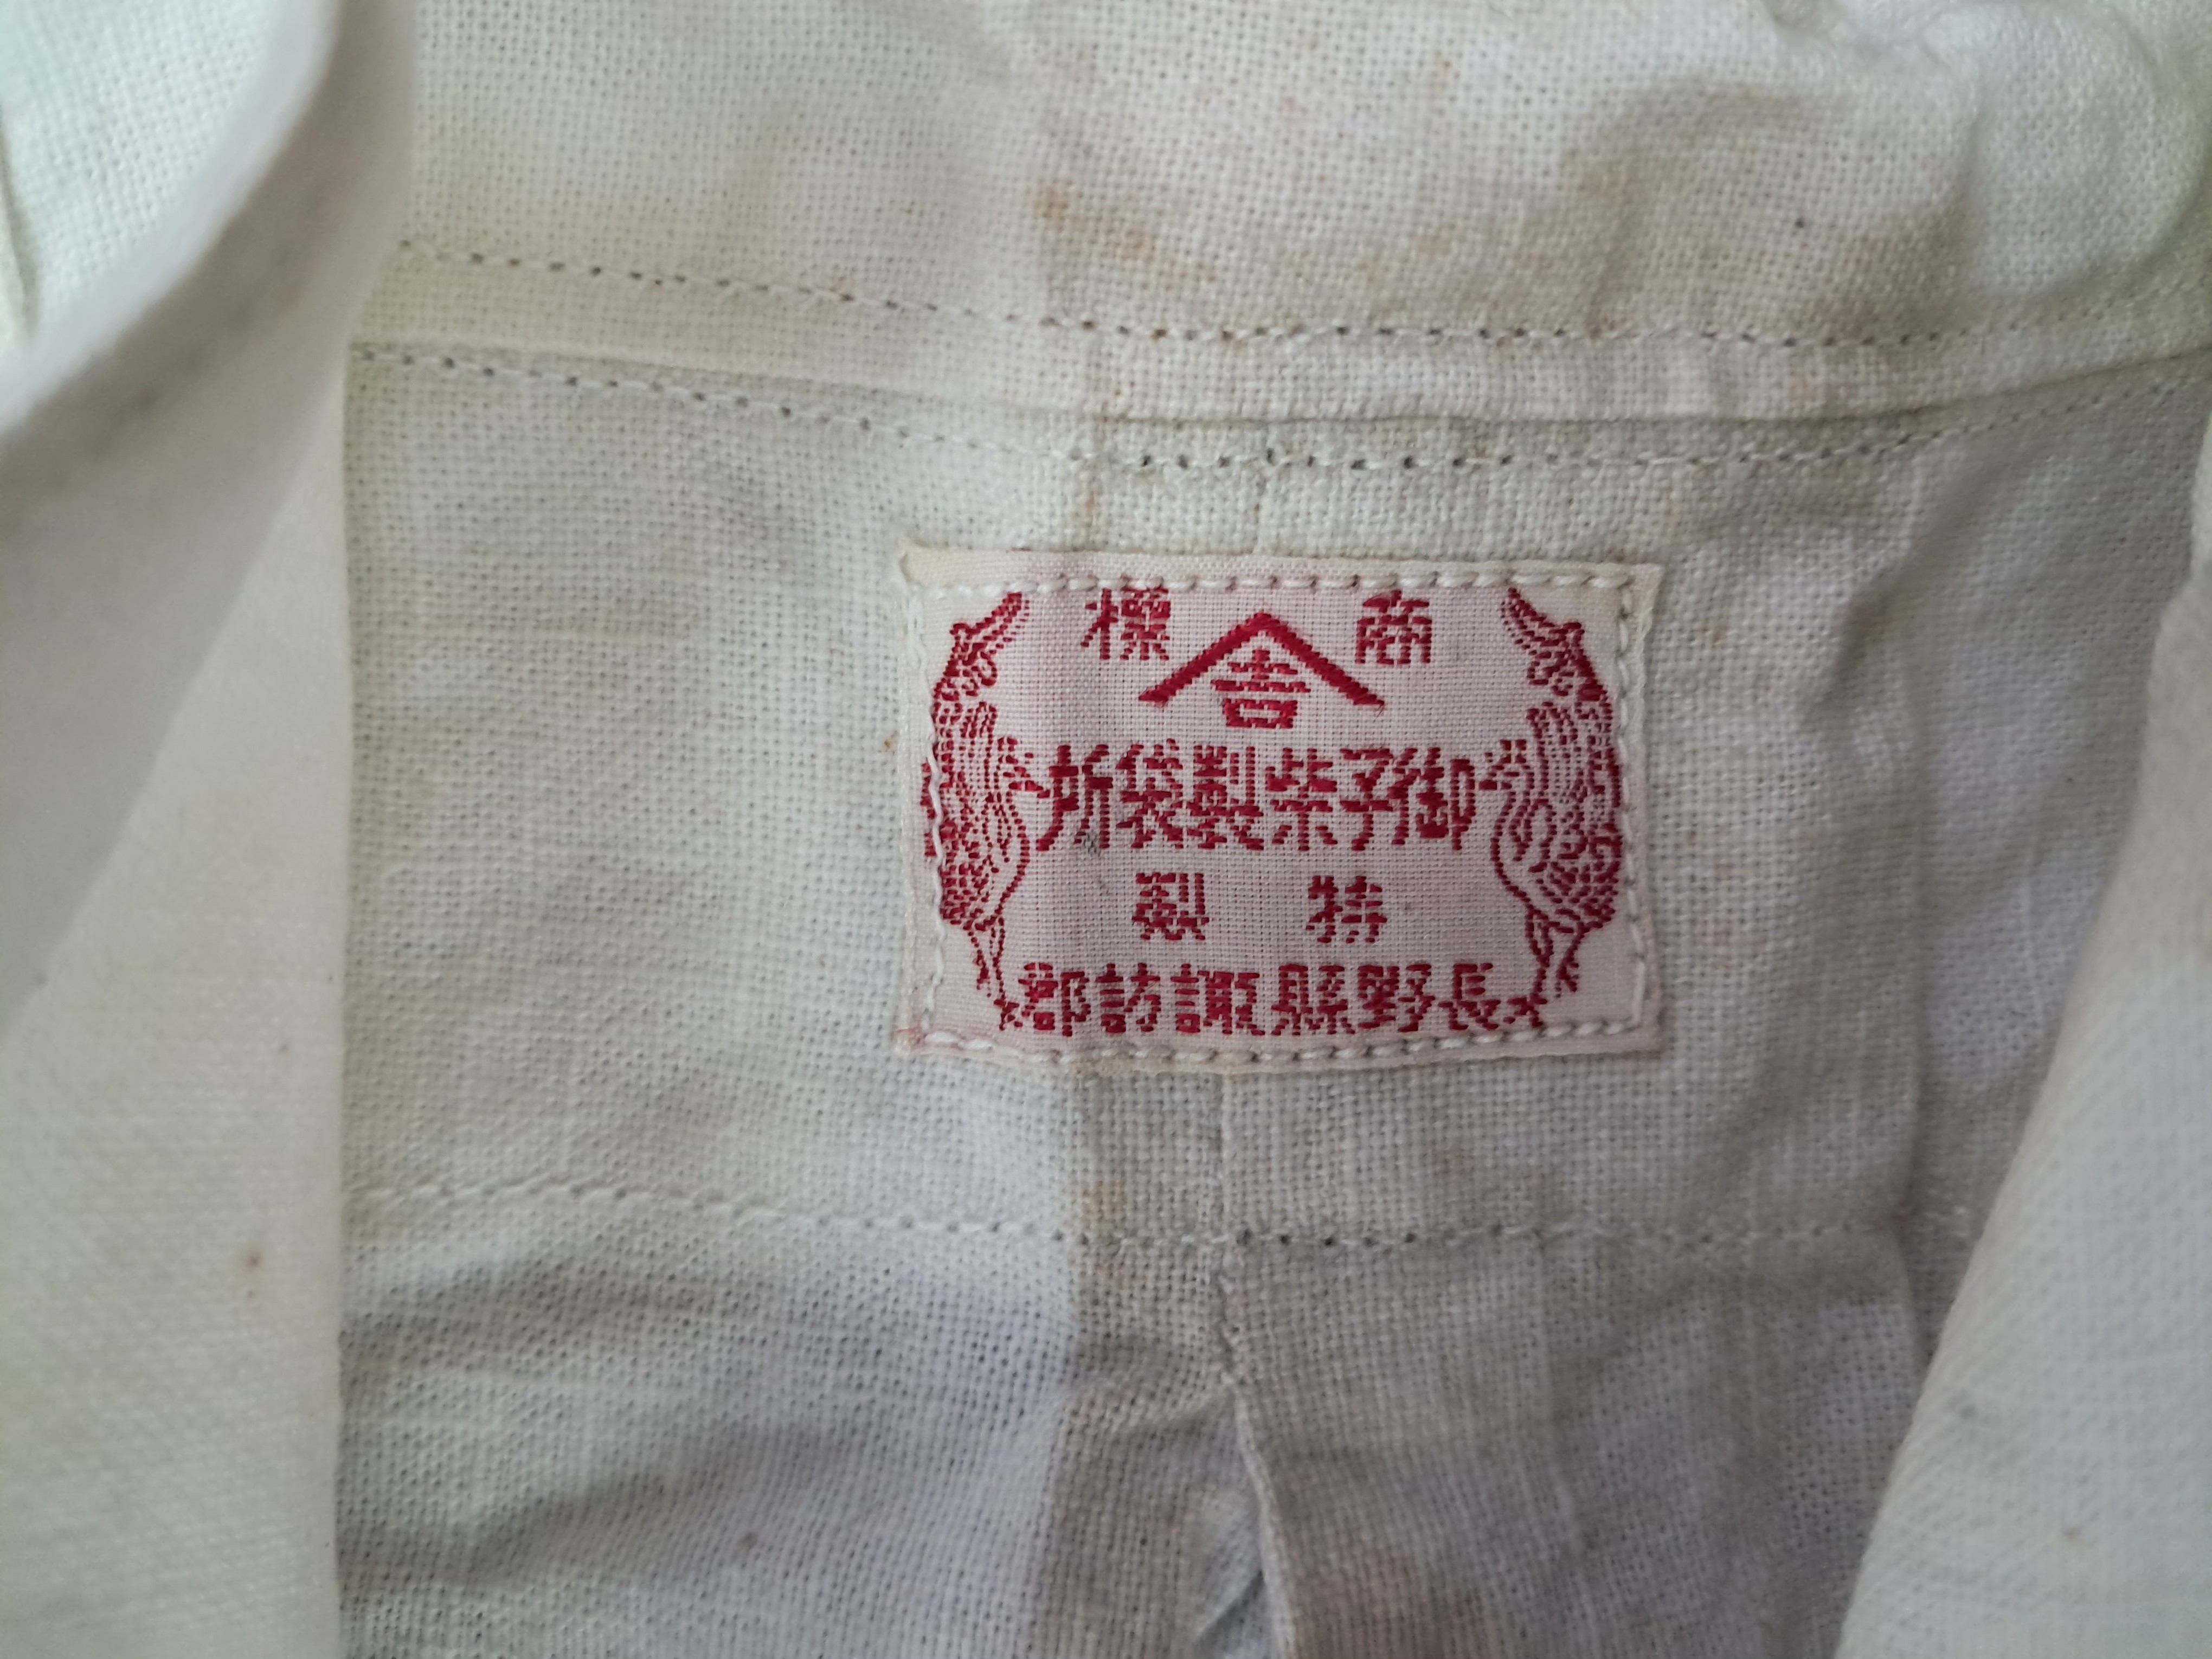 商標
吉
御子柴製袋所
特製
長野縣諏訪郡